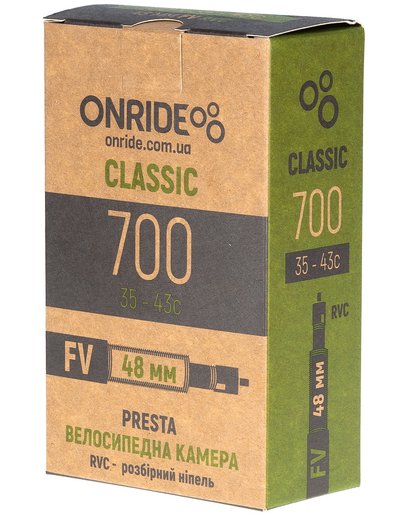 ONRIDE
onride.com.ua
CLASSIC
700
35 - 43c
FV
48 мм
PRESTA
ВЕЛОСИПЕДНА КАМЕРА
RVC - розбірний ніпель
CLASSIC
700
35 - 43c
RVC
48 мм
FV